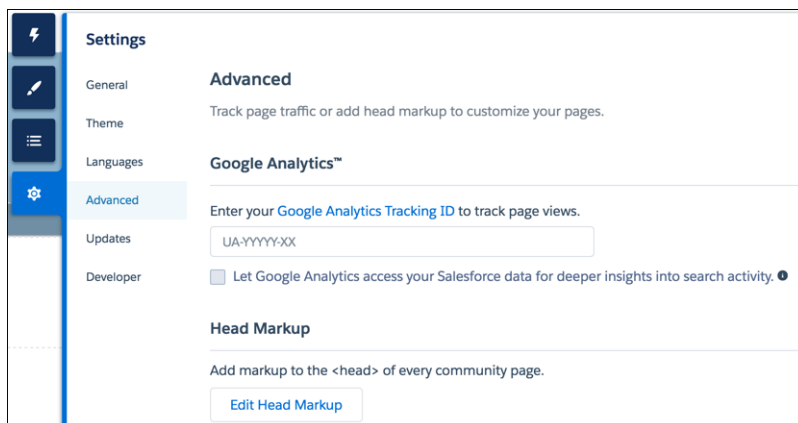 Settings
General
Theme
Languages
Advanced
Updates
Developer
Advanced
Track page traffic or add head markup to customize your pages.
Google Analytics™
Enter your Google Analytics Tracking ID to track page views.
UA-YYYYY-XX
Let Google Analytics access your Salesforce data for deeper insights into search activity.
Head Markup
Add markup to the <head> of every community page.
Edit Head Markup